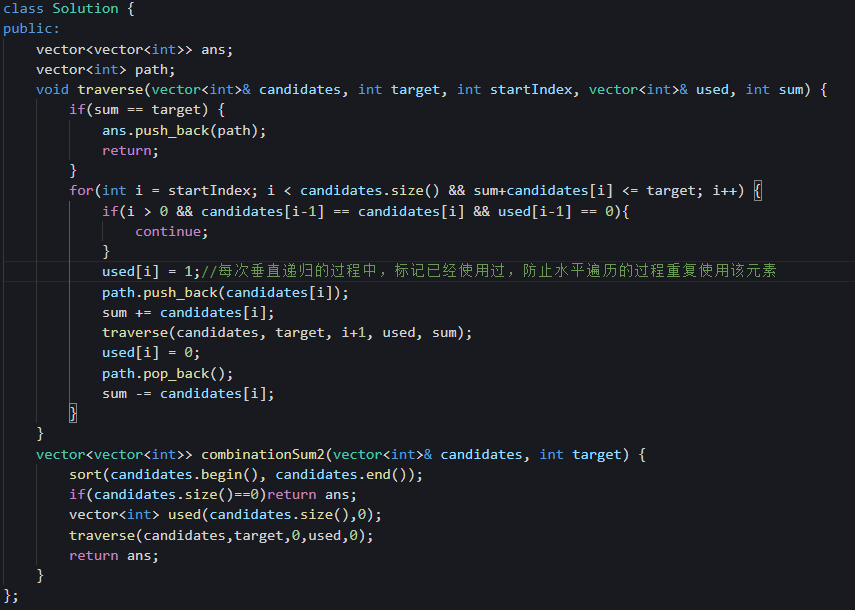 class Solution {
public:
    vector<vector<int>> ans;
    vector<int> path;
    void traverse(vector<int>& candidates, int target, int startIndex, vector<int>& used, int sum) {
        if(sum == target) {
            ans.push_back(path);
            return;
        }
        for(int i = startIndex; i < candidates.size() && sum+candidates[i] <= target; i++) {
            if(i > 0 && candidates[i-1] == candidates[i] && used[i-1] == 0){
                continue;
            }
            used[i] = 1;//每次垂直递归的过程中，标记已经使用过，防止水平遍历的过程重复使用该元素
            path.push_back(candidates[i]);
            sum += candidates[i];
            traverse(candidates, target, i+1, used, sum);
            used[i] = 0;
            path.pop_back();
            sum -= candidates[i];
        }
    }
    vector<vector<int>> combinationSum2(vector<int>& candidates, int target) {
        sort(candidates.begin(), candidates.end());
        if(candidates.size()==0)return ans;
        vector<int> used(candidates.size(),0);
        traverse(candidates,target,0,used,0);
        return ans;
    }
};